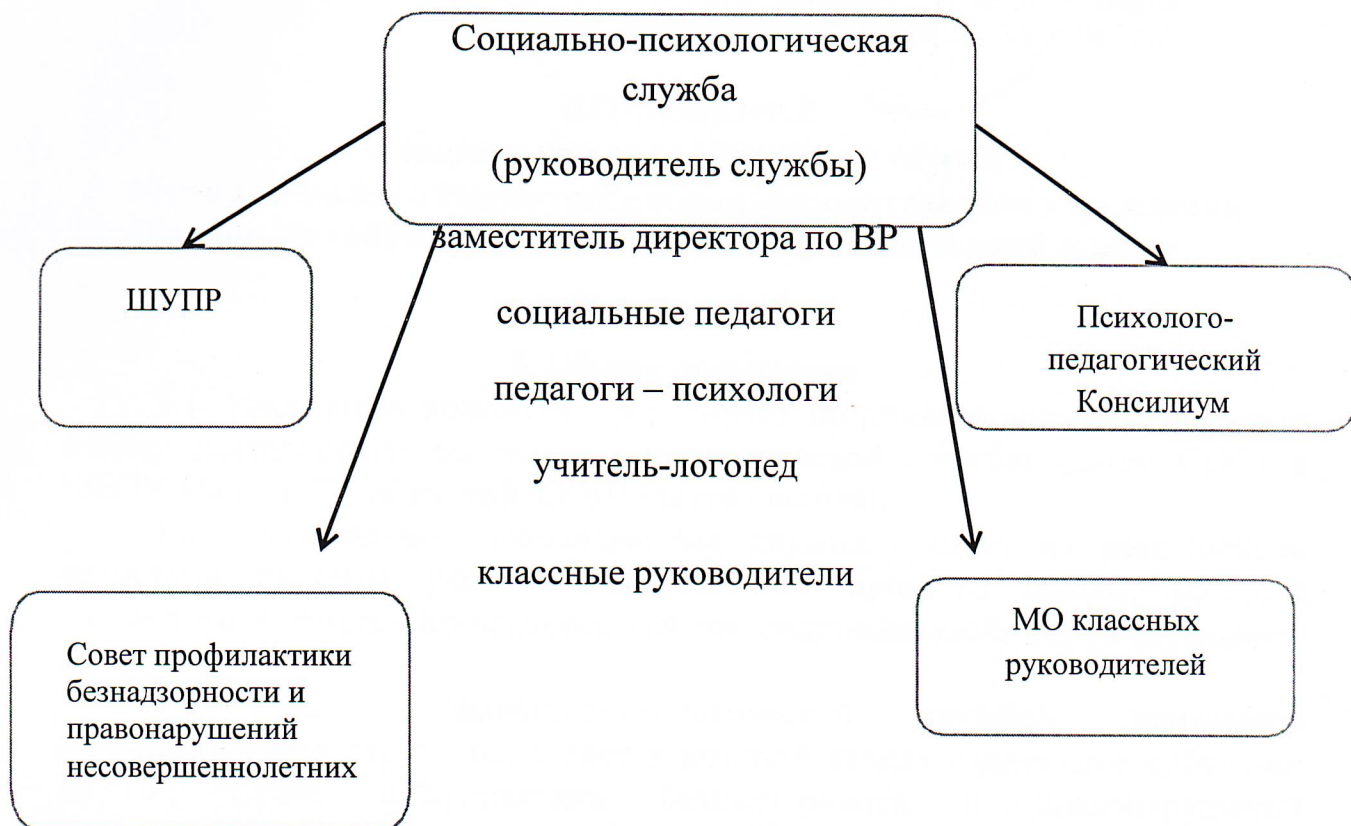 Социально-психологическая
служба
(руководитель службы)
заместитель директора по ВР
ШУПР
социальные педагоги
педагоги – психологи
учитель-логопед
классные руководители
Психолого-
педагогический
Консилиум
Совет профилактики
безнадзорности и
правонарушений
несовершеннолетних
МО классных
руководителей